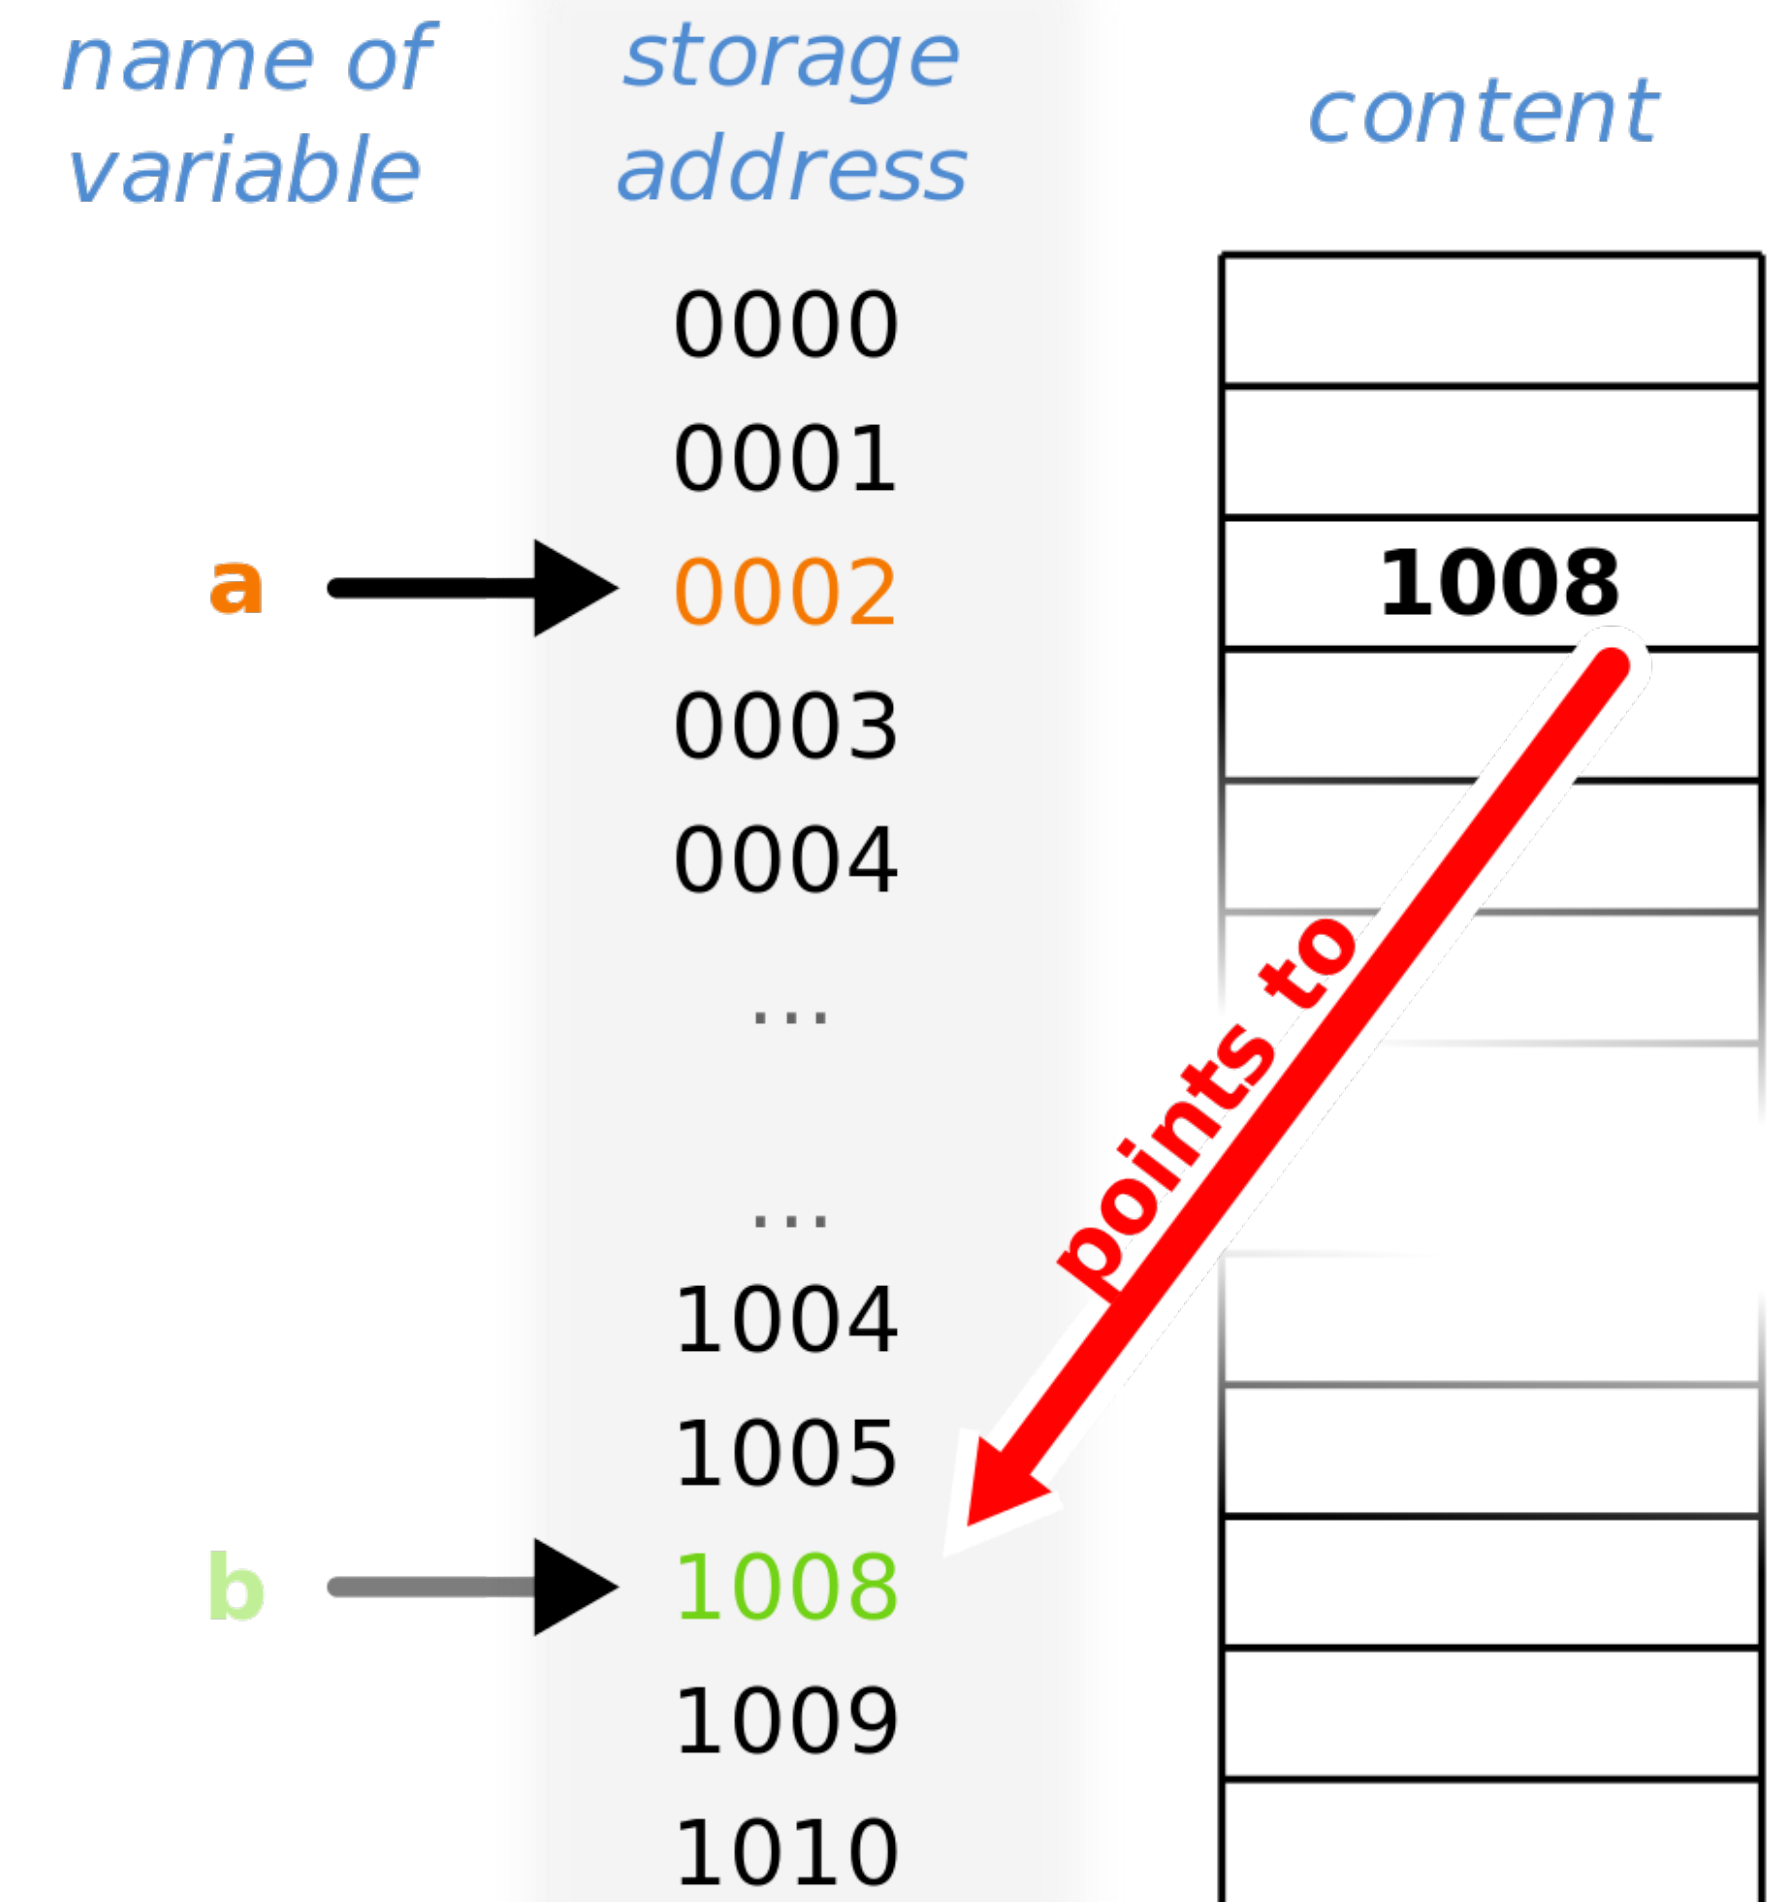 name of
variable
storage
address
content
0000
0001
a
0002
1008
0003
0004
...
points to
...
1004
1005
b
1008
1009
1010